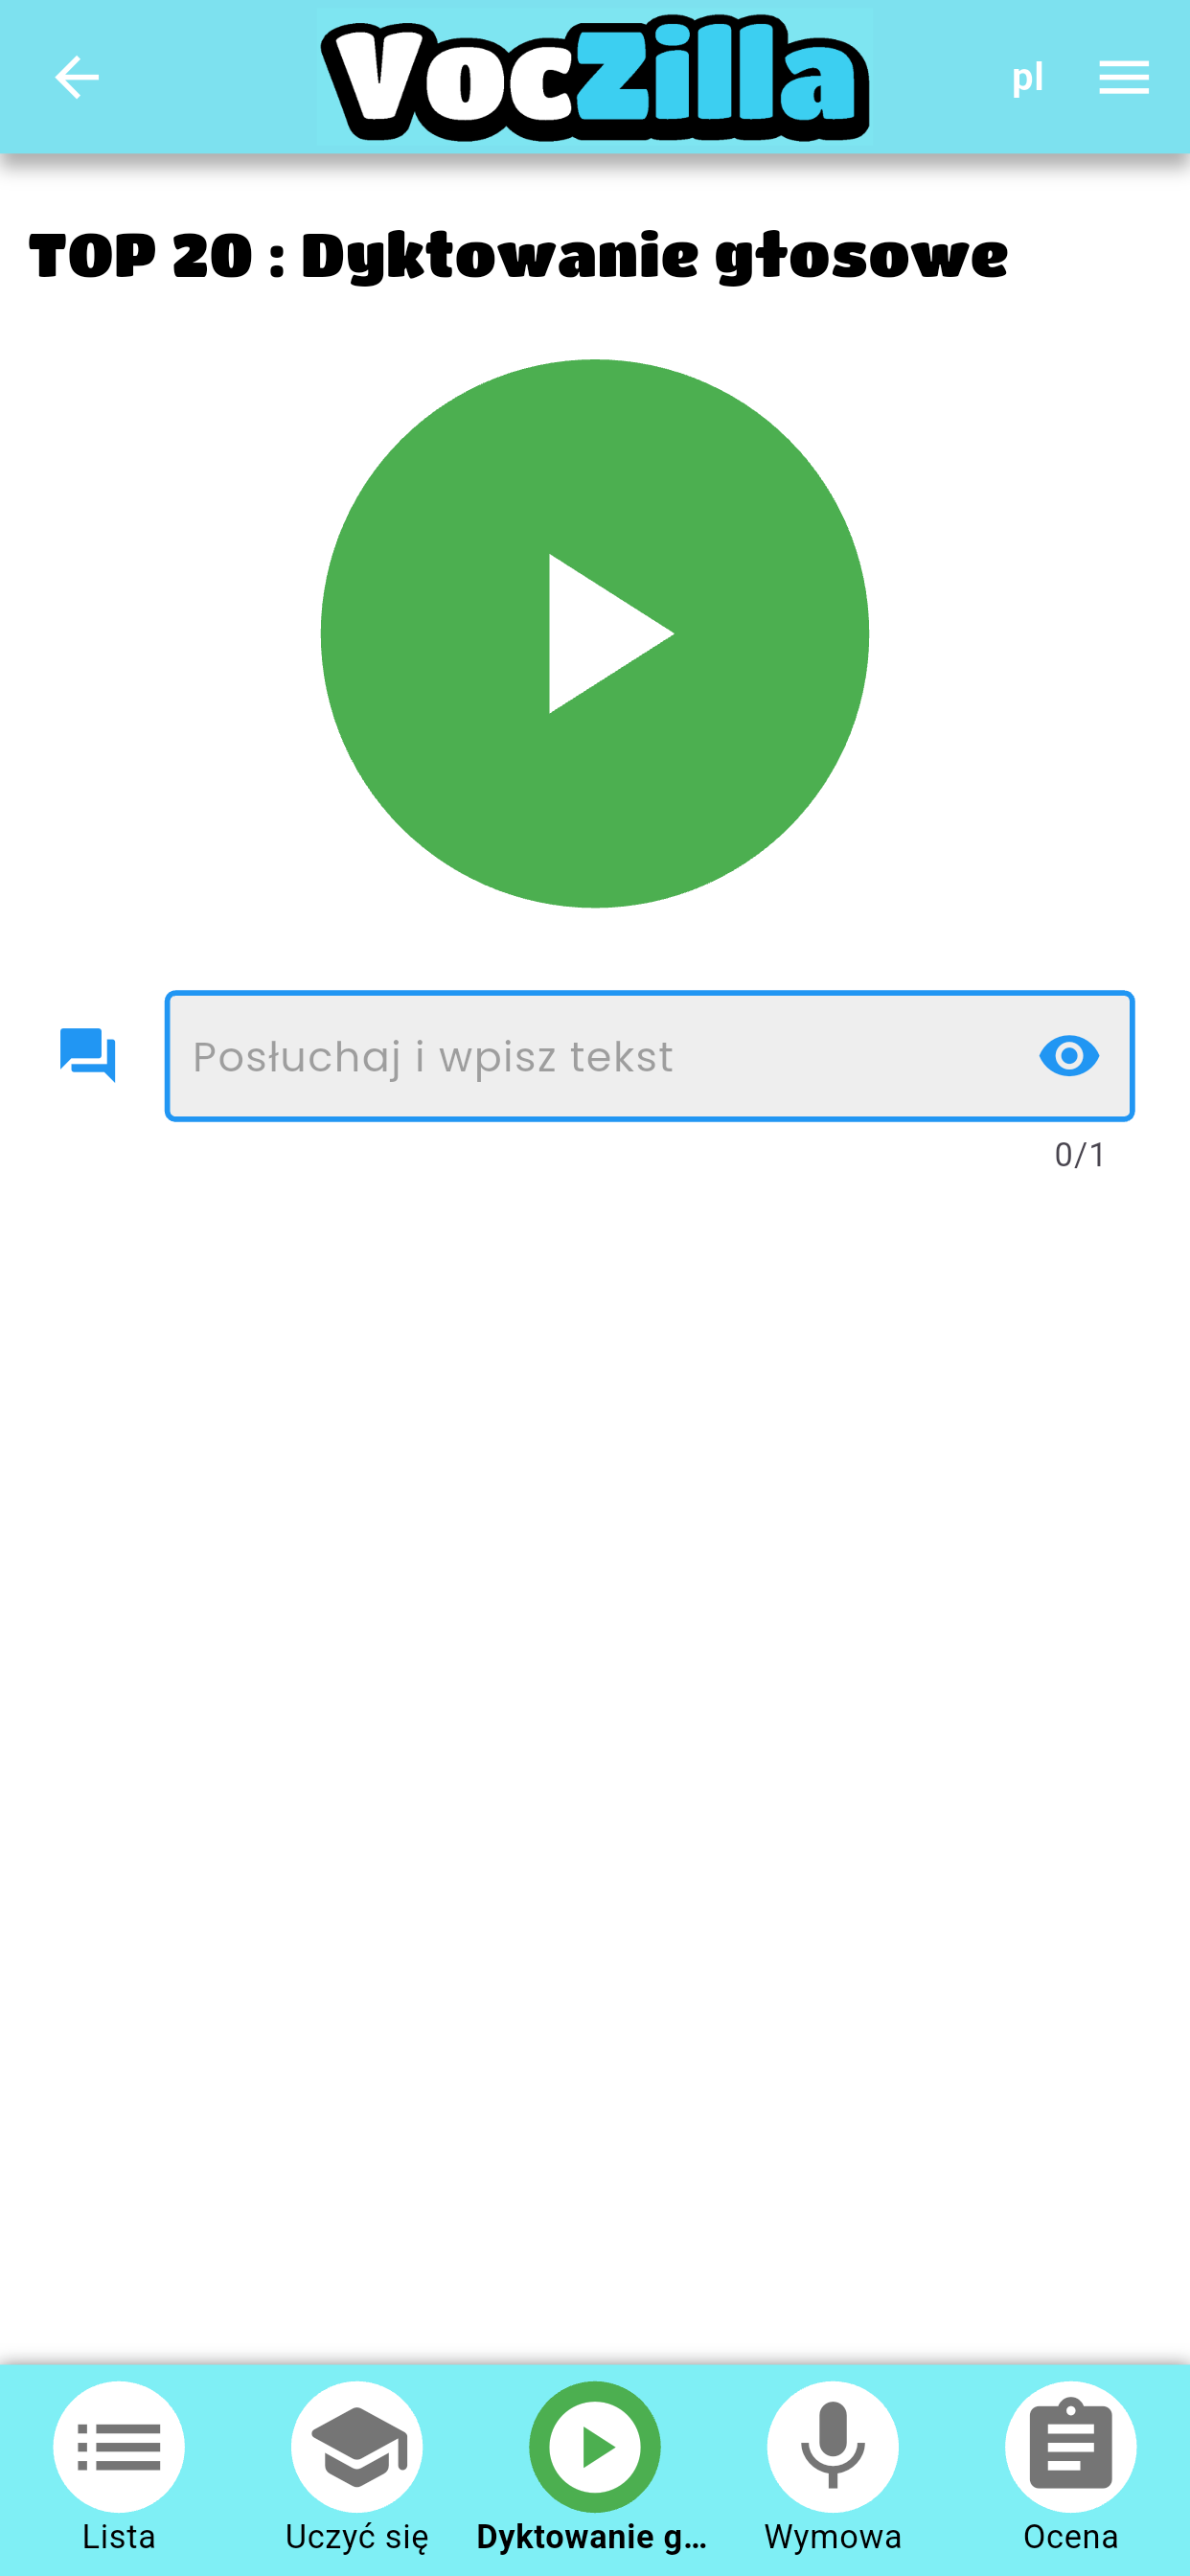 VocZilla
pl
TOP 20 : Dyktowanie głosowe
Posłuchaj i wpisz tekst
0/1
Lista
Uczyć się
Dyktowanie g...
Wymowa
Ocena